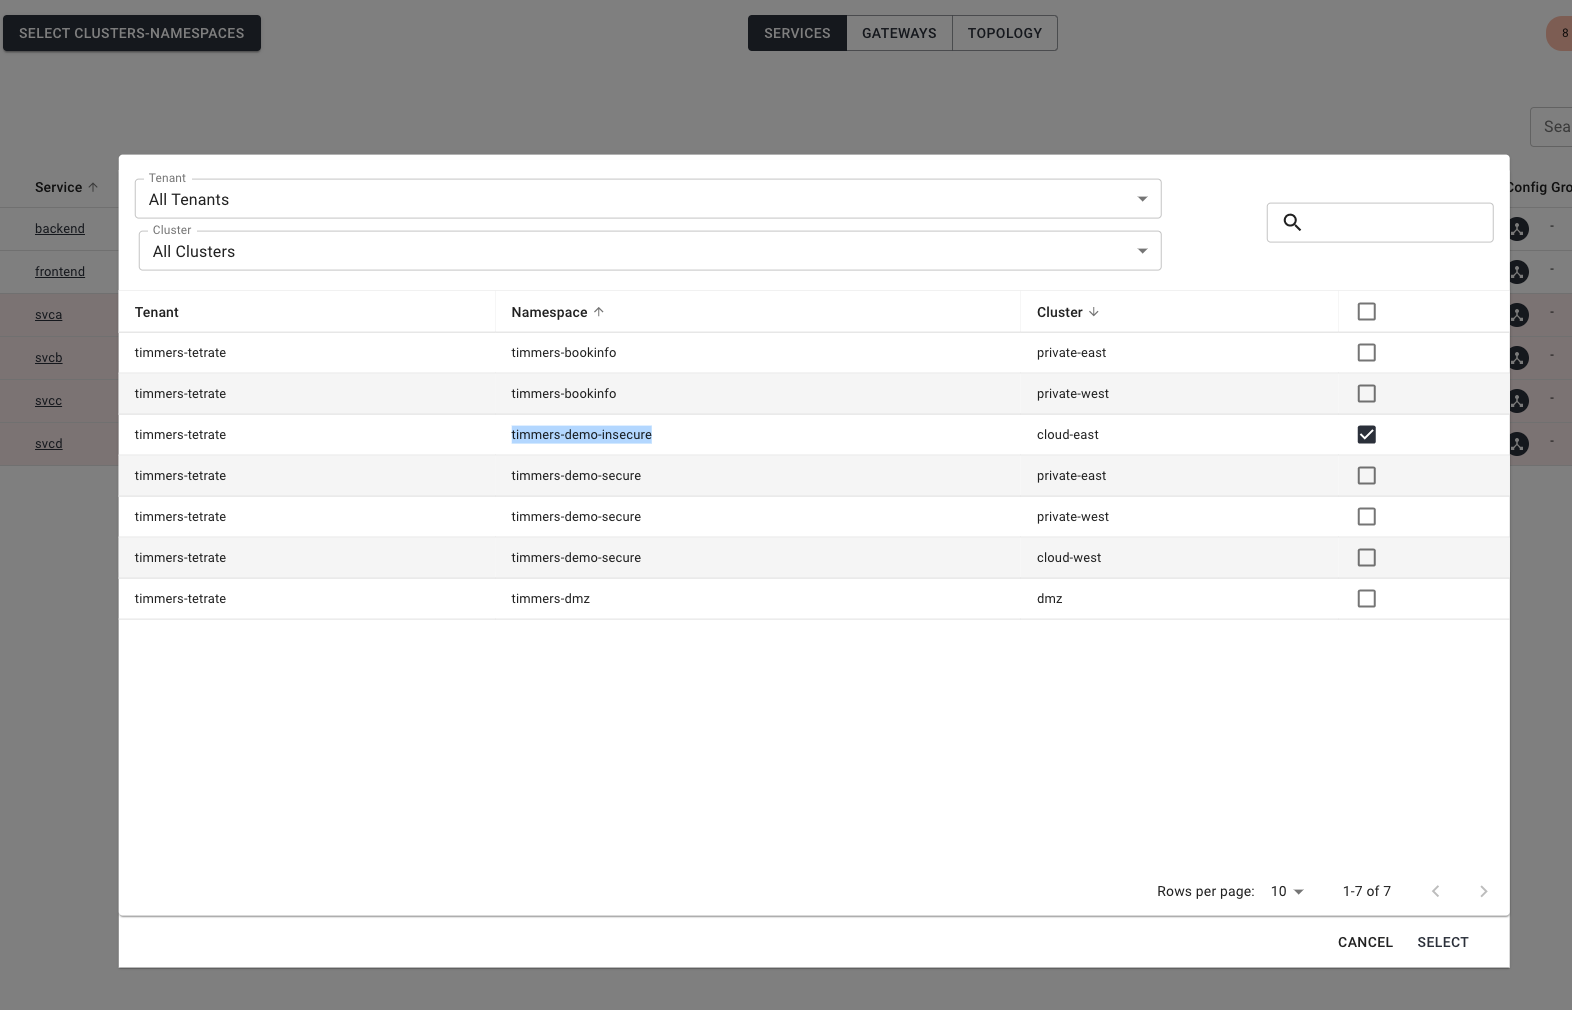 SELECT CLUSTERS-NAMESPACES
SERVICES GATEWAYS TOPOLOGY
8
Sea
Service
Config Gro
backend
-
frontend
-
svca
-
svcb
-
svcc
-
svcd
-
Tenant
All Tenants
Cluster
All Clusters
Tenant Namespace Cluster
timmers-tetrate timmers-bookinfo private-east
timmers-tetrate timmers-bookinfo private-west
timmers-tetrate timmers-demo-insecure cloud-east
timmers-tetrate timmers-demo-secure private-east
timmers-tetrate timmers-demo-secure private-west
timmers-tetrate timmers-demo-secure cloud-west
timmers-tetrate timmers-dmz dmz
Rows per page: 10 1-7 of 7
CANCEL SELECT